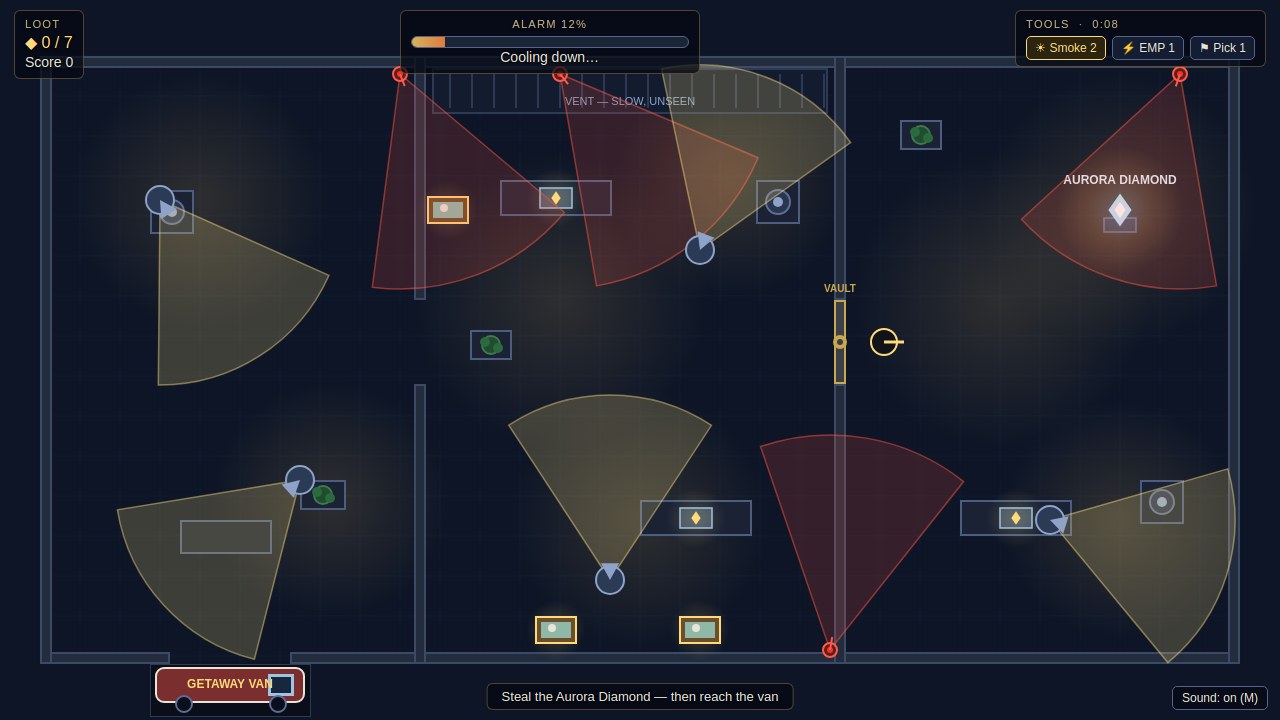 LOOT
◆ 0 / 7
Score 0
ALARM 12%
Cooling down…
TOOLS · 0:08
☀ Smoke 2
⚡ EMP 1
⚑ Pick 1
VENT — SLOW, UNSEEN
AURORA DIAMOND
VAULT
GETAWAY VAN
Steal the Aurora Diamond — then reach the van
Sound: on (M)